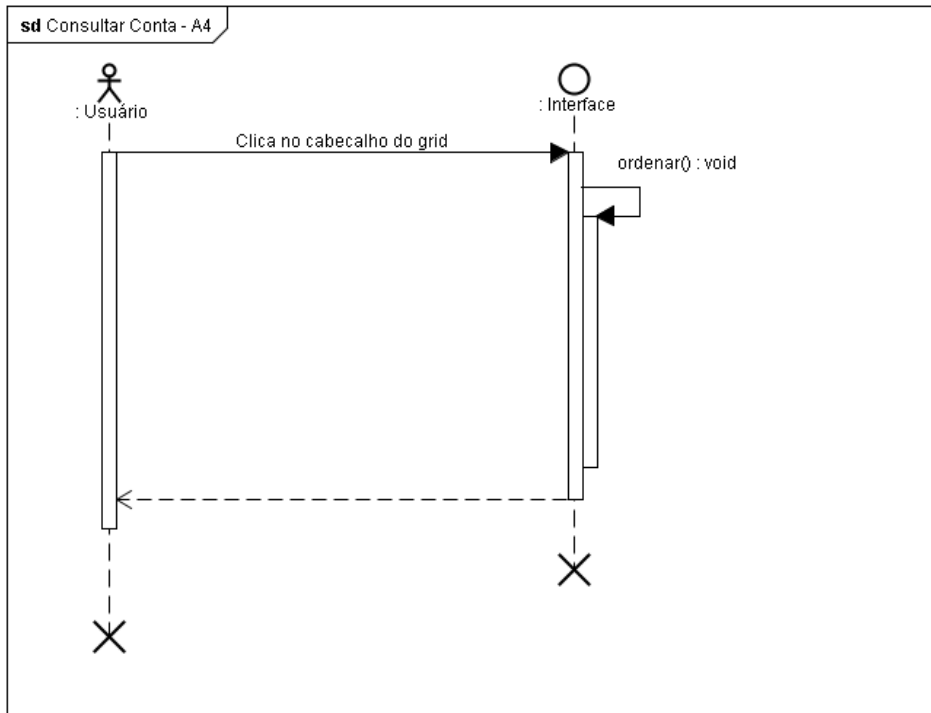 sd Consultar Conta - A4
: Usuário
: Interface
Clica no cabecalho do grid
ordenar() : void